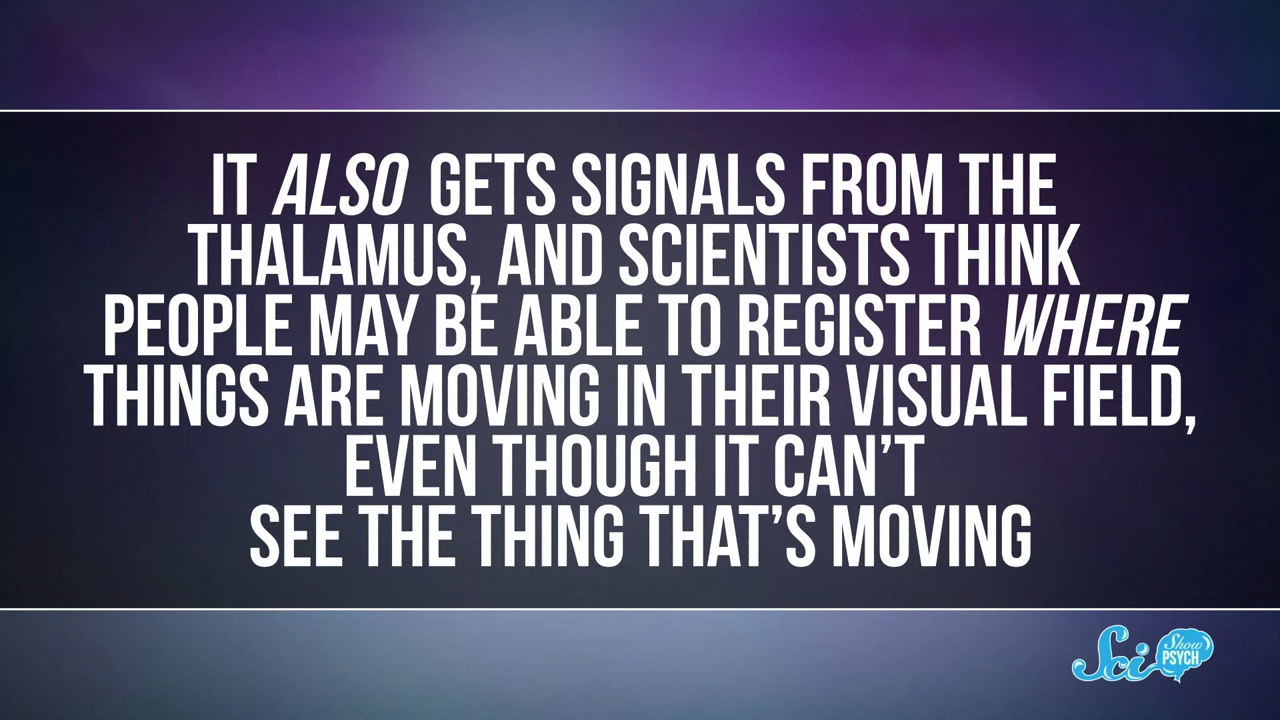 IT ALSO GETS SIGNALS FROM THE
THALAMUS, AND SCIENTISTS THINK
PEOPLE MAY BE ABLE TO REGISTER WHERE
THINGS ARE MOVING IN THEIR VISUAL FIELD,
EVEN THOUGH IT CAN'T
SEE THE THING THAT'S MOVING
Sci Show
PSYCH